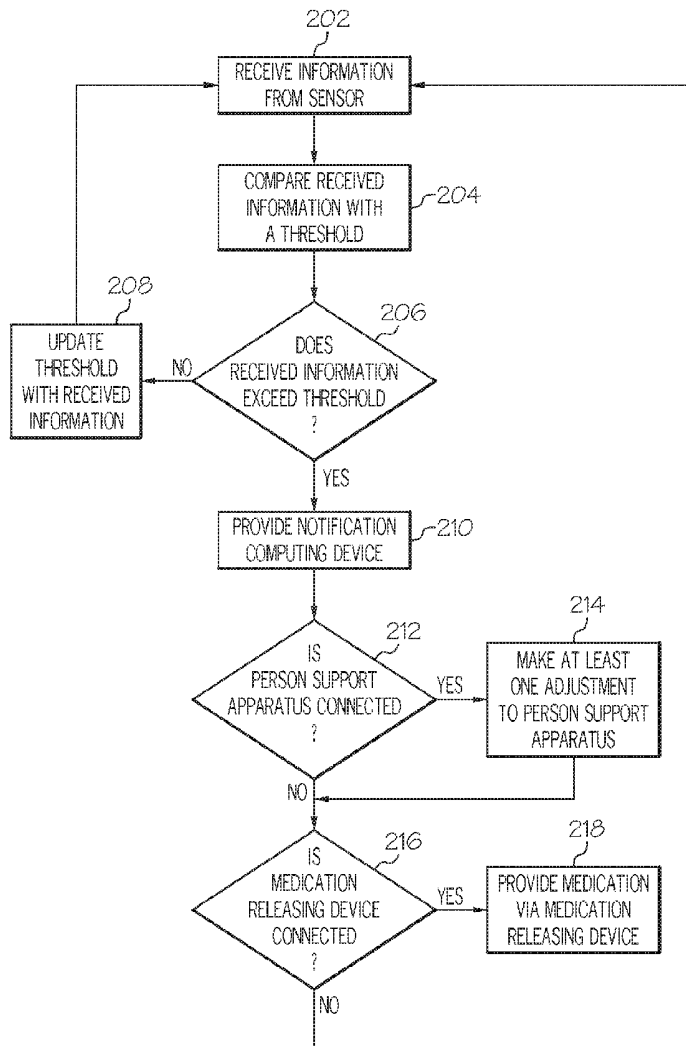 202
RECEIVE INFORMATION
FROM SENSOR
COMPARE RECEIVED
INFORMATION WITH
A THRESHOLD
204
208
UPDATE
THRESHOLD
WITH RECEIVED
INFORMATION
NO
206
DOES
RECEIVED INFORMATION
EXCEED THRESHOLD
?
YES
PROVIDE NOTIFICATION
COMPUTING DEVICE
210
212
IS
PERSON SUPPORT
APPARATUS CONNECTED
?
YES
214
MAKE AT LEAST
ONE ADJUSTMENT
TO PERSON SUPPORT
APPARATUS
NO
216
IS
MEDICATION
RELEASING DEVICE
CONNECTED
?
YES
218
PROVIDE MEDICATION
VIA MEDICATION
RELEASING DEVICE
NO